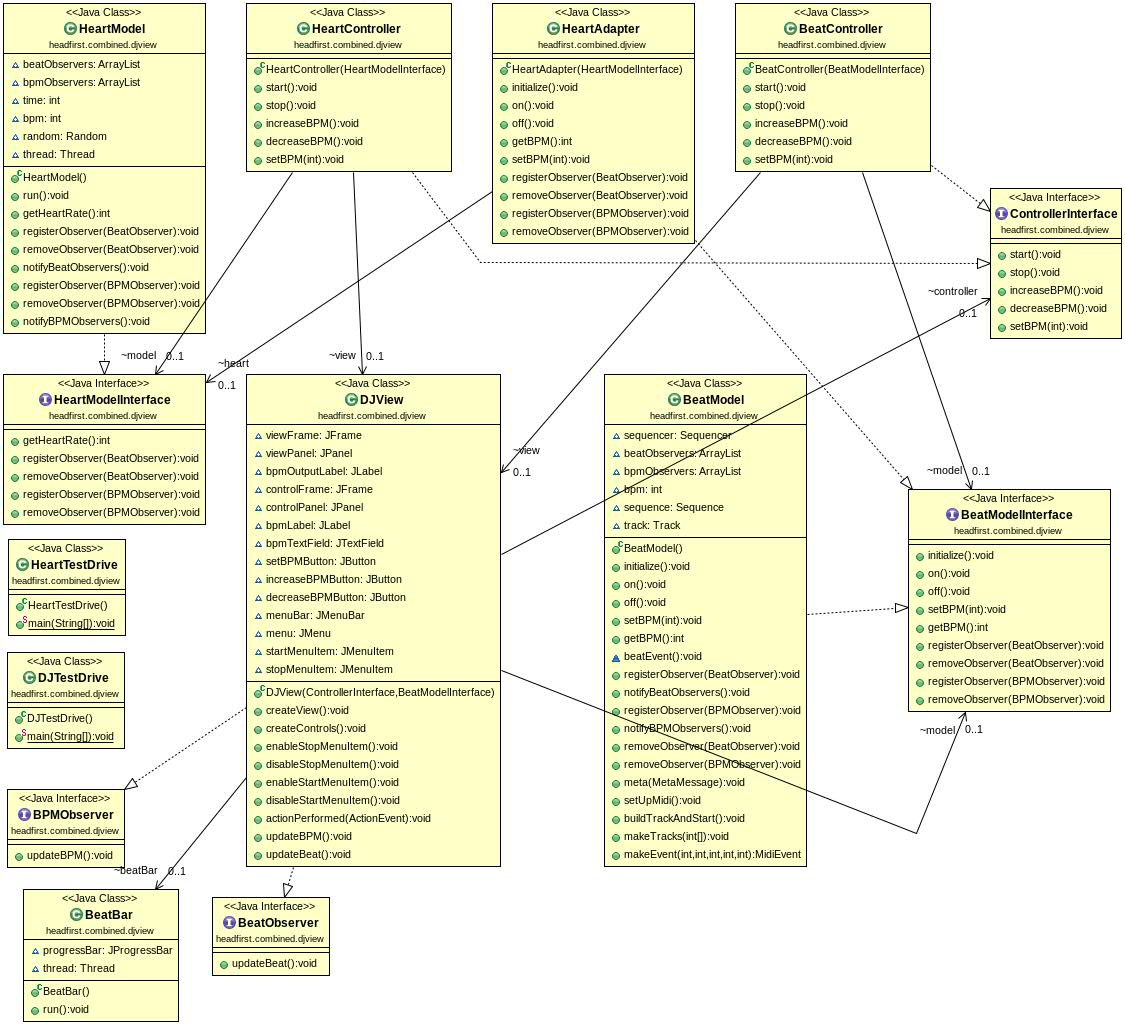 <<Java Class>>
HeartModel
headfirst.combined.djview
beatObservers: ArrayList
bpmObservers: ArrayList
time: int
bpm: int
random: Random
thread: Thread
HeartModel()
run():void
getHeartRate():int
registerObserver(BeatObserver):void
removeObserver(BeatObserver):void
notifyBeatObservers():void
registerObserver(BPMObserver):void
removeObserver(BPMObserver):void
notifyBPMObservers():void
<<Java Class>>
HeartController
headfirst.combined.djview
HeartController(HeartModelInterface)
start():void
stop():void
increaseBPM():void
decreaseBPM():void
setBPM(int):void
<<Java Class>>
HeartAdapter
headfirst.combined.djview
HeartAdapter(HeartModelInterface)
initialize():void
on():void
off():void
getBPM():int
setBPM(int):void
registerObserver(BeatObserver):void
removeObserver(BeatObserver):void
registerObserver(BPMObserver):void
removeObserver(BPMObserver):void
<<Java Class>>
BeatController
headfirst.combined.djview
BeatController(BeatModelInterface)
start():void
stop():void
increaseBPM():void
decreaseBPM():void
setBPM(int):void
<<Java Interface>>
ControllerInterface
headfirst.combined.djview
start():void
stop():void
increaseBPM():void
decreaseBPM():void
setBPM(int):void
~controller
0..1
~model 0..1
~heart
0..1
~view 0..1
<<Java Interface>>
HeartModelInterface
headfirst.combined.djview
getHeartRate():int
registerObserver(BeatObserver):void
removeObserver(BeatObserver):void
registerObserver(BPMObserver):void
removeObserver(BPMObserver):void
<<Java Class>>
DJView
headfirst.combined.djview
viewFrame: JFrame
viewPanel: JPanel
bpmOutputLabel: JLabel
controlFrame: JFrame
controlPanel: JPanel
bpmLabel: JLabel
bpmTextField: JTextField
setBPMButton: JButton
increaseBPMButton: JButton
decreaseBPMButton: JButton
menuBar: JMenuBar
menu: JMenu
startMenuItem: JMenuItem
stopMenuItem: JMenuItem
DJView(ControllerInterface,BeatModelInterface)
createView():void
createControls():void
enableStopMenuItem():void
disableStopMenuItem():void
enableStartMenuItem():void
disableStartMenuItem():void
actionPerformed(ActionEvent):void
updateBPM():void
updateBeat():void
~view
0..1
<<Java Class>>
BeatModel
headfirst.combined.djview
sequencer: Sequencer
beatObservers: ArrayList
bpmObservers: ArrayList
bpm: int
sequence: Sequence
track: Track
BeatModel()
initialize():void
on():void
off():void
setBPM(int):void
getBPM():int
beatEvent():void
registerObserver(BeatObserver):void
notifyBeatObservers():void
registerObserver(BPMObserver):void
notifyBPMObservers():void
removeObserver(BeatObserver):void
removeObserver(BPMObserver):void
meta(MetaMessage):void
setUpMidi():void
buildTrackAndStart():void
makeTracks(int[]):void
makeEvent(int,int,int,int,int):MidiEvent
~model 0..1
<<Java Interface>>
BeatModelInterface
headfirst.combined.djview
initialize():void
on():void
off():void
setBPM(int):void
getBPM():int
registerObserver(BeatObserver):void
removeObserver(BeatObserver):void
registerObserver(BPMObserver):void
removeObserver(BPMObserver):void
~model 0..1
<<Java Class>>
HeartTestDrive
headfirst.combined.djview
HeartTestDrive()
main(String[]):void
<<Java Class>>
DJTestDrive
headfirst.combined.djview
DJTestDrive()
main(String[]):void
<<Java Interface>>
BPMObserver
headfirst.combined.djview
updateBPM():void
~beatBar 0..1
<<Java Class>>
BeatBar
headfirst.combined.djview
progressBar: JProgressBar
thread: Thread
BeatBar()
run():void
<<Java Interface>>
BeatObserver
headfirst.combined.djview
updateBeat():void